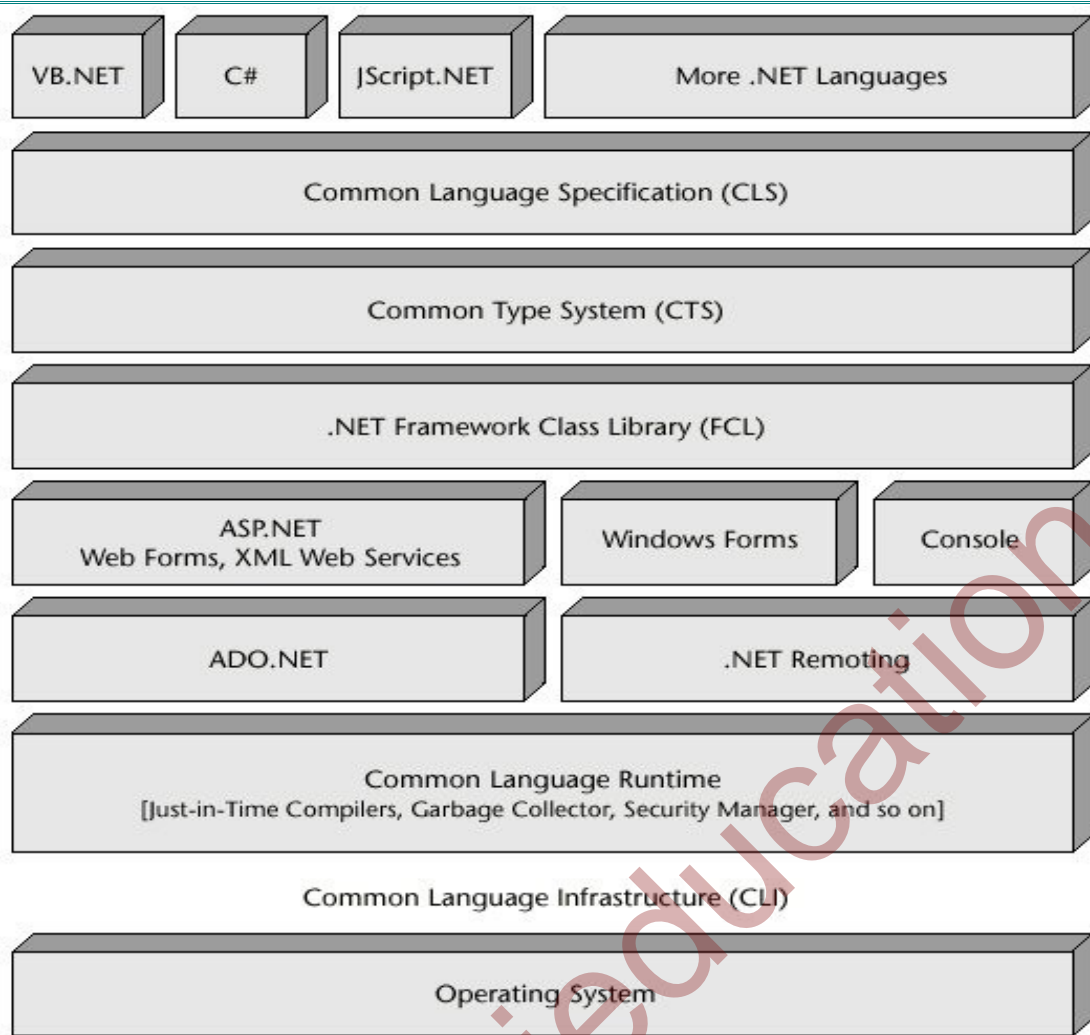 VB.NET
C#
JScript.NET
More .NET Languages
Common Language Specification (CLS)
Common Type System (CTS)
.NET Framework Class Library (FCL)
ASP.NET
Web Forms, XML Web Services
Windows Forms
Console
ADO.NET
.NET Remoting
Common Language Runtime
[Just-in-Time Compilers, Garbage Collector, Security Manager, and so on]
Common Language Infrastructure (CLI)
Operating System